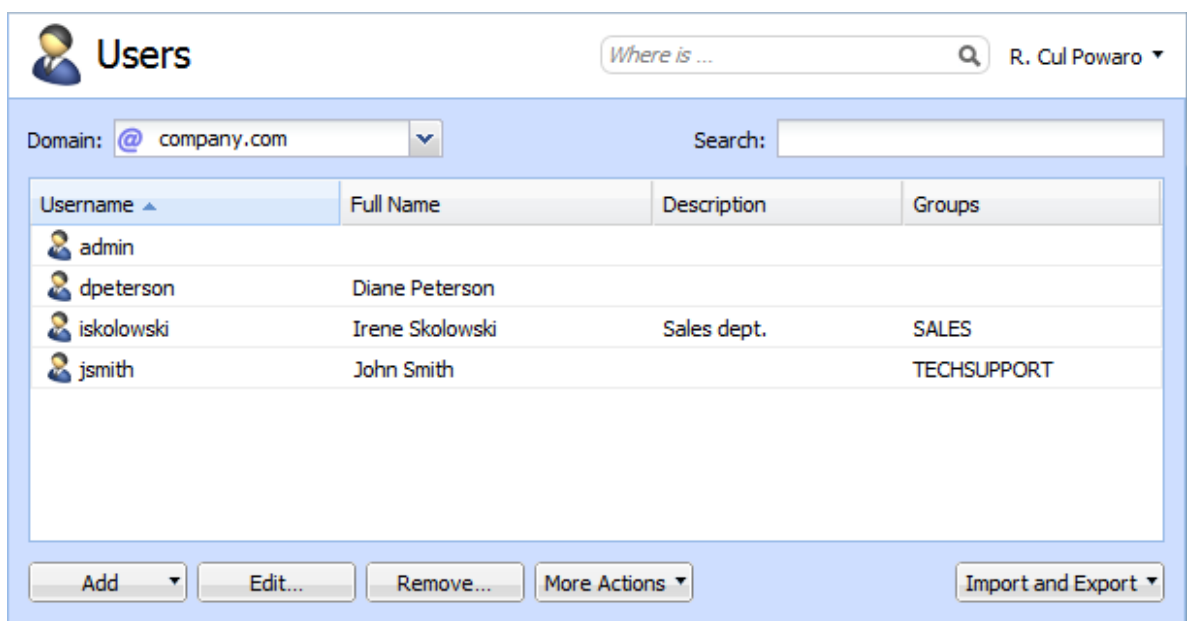 Users Where is ... R. Cul Powaro
Domain: @ company.com Search:
Username Full Name Description Groups
admin
dpeterson Diane Peterson
iskolowski Irene Skolowski Sales dept. SALES
jsmith John Smith TECHSUPPORT
Add Edit... Remove... More Actions Import and Export